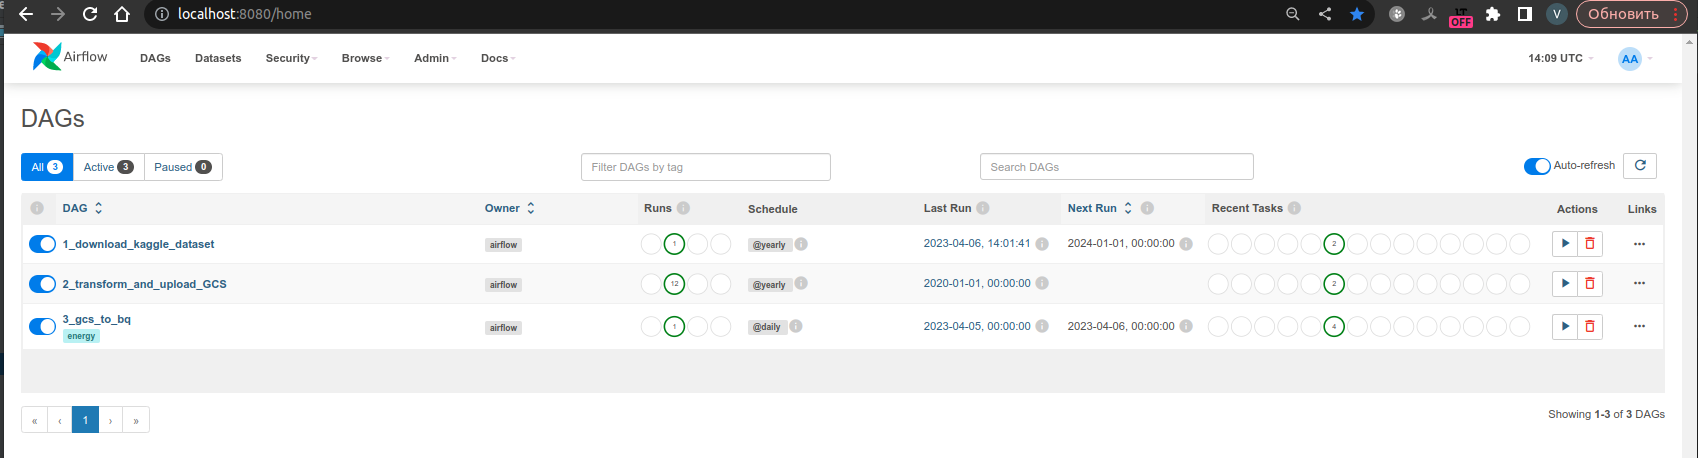 localhost:8080/home
OFF
V
Обновить
Airflow DAGs Datasets Security Browse Admin Docs 14:09 UTC AA
DAGs
All 3 Active 3 Paused 0 Filter DAGs by tag Search DAGs Auto-refresh
DAG Owner Runs Schedule Last Run Next Run Recent Tasks Actions Links
1_download_kaggle_dataset airflow 1 @yearly 2023-04-06, 14:01:41 2024-01-01, 00:00:00 2
2_transform_and_upload_GCS airflow 12 @yearly 2020-01-01, 00:00:00 2
3_gcs_to_bq airflow 1 @daily 2023-04-05, 00:00:00 2023-04-06, 00:00:00 4
energy
« ‹ 1 › » Showing 1-3 of 3 DAGs